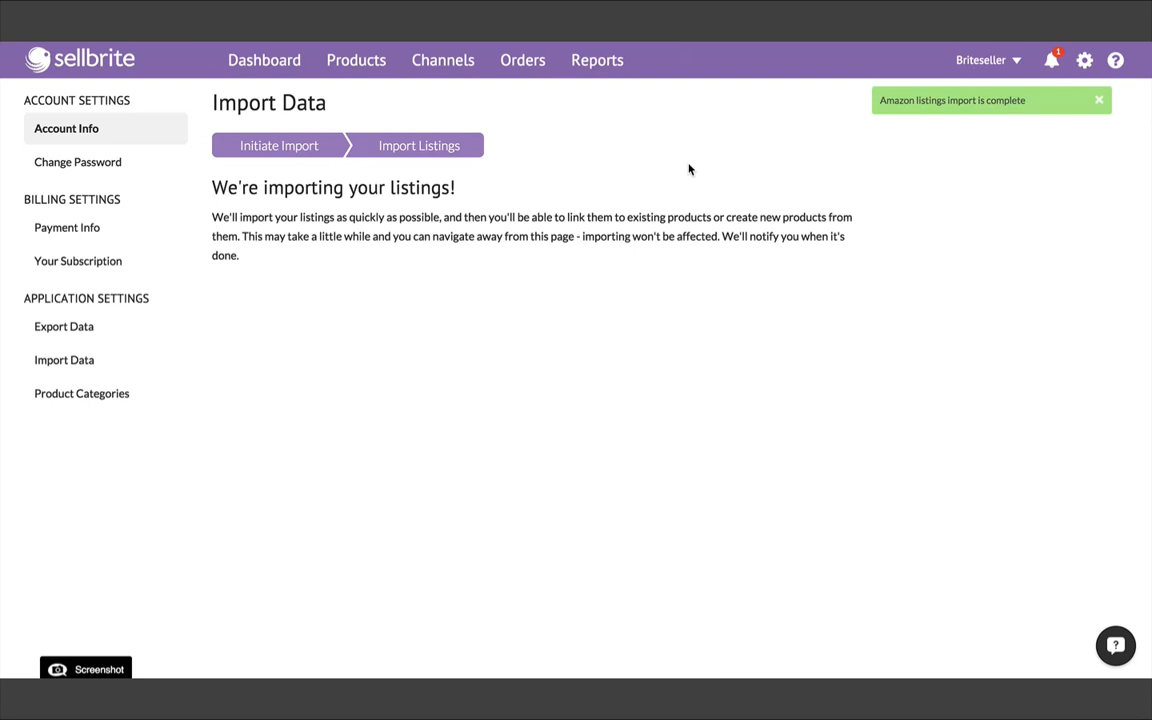 sellbrite
Dashboard
Products
Channels
Orders
Reports
Briteseller
1
?
ACCOUNT SETTINGS
Account Info
Change Password
BILLING SETTINGS
Payment Info
Your Subscription
APPLICATION SETTINGS
Export Data
Import Data
Product Categories
Import Data
Amazon listings import is complete
Initiate Import
Import Listings
We're importing your listings!
We'll import your listings as quickly as possible, and then you'll be able to link them to existing products or create new products from
them. This may take a little while and you can navigate away from this page - importing won't be affected. We'll notify you when it's
done.
?
Screenshot